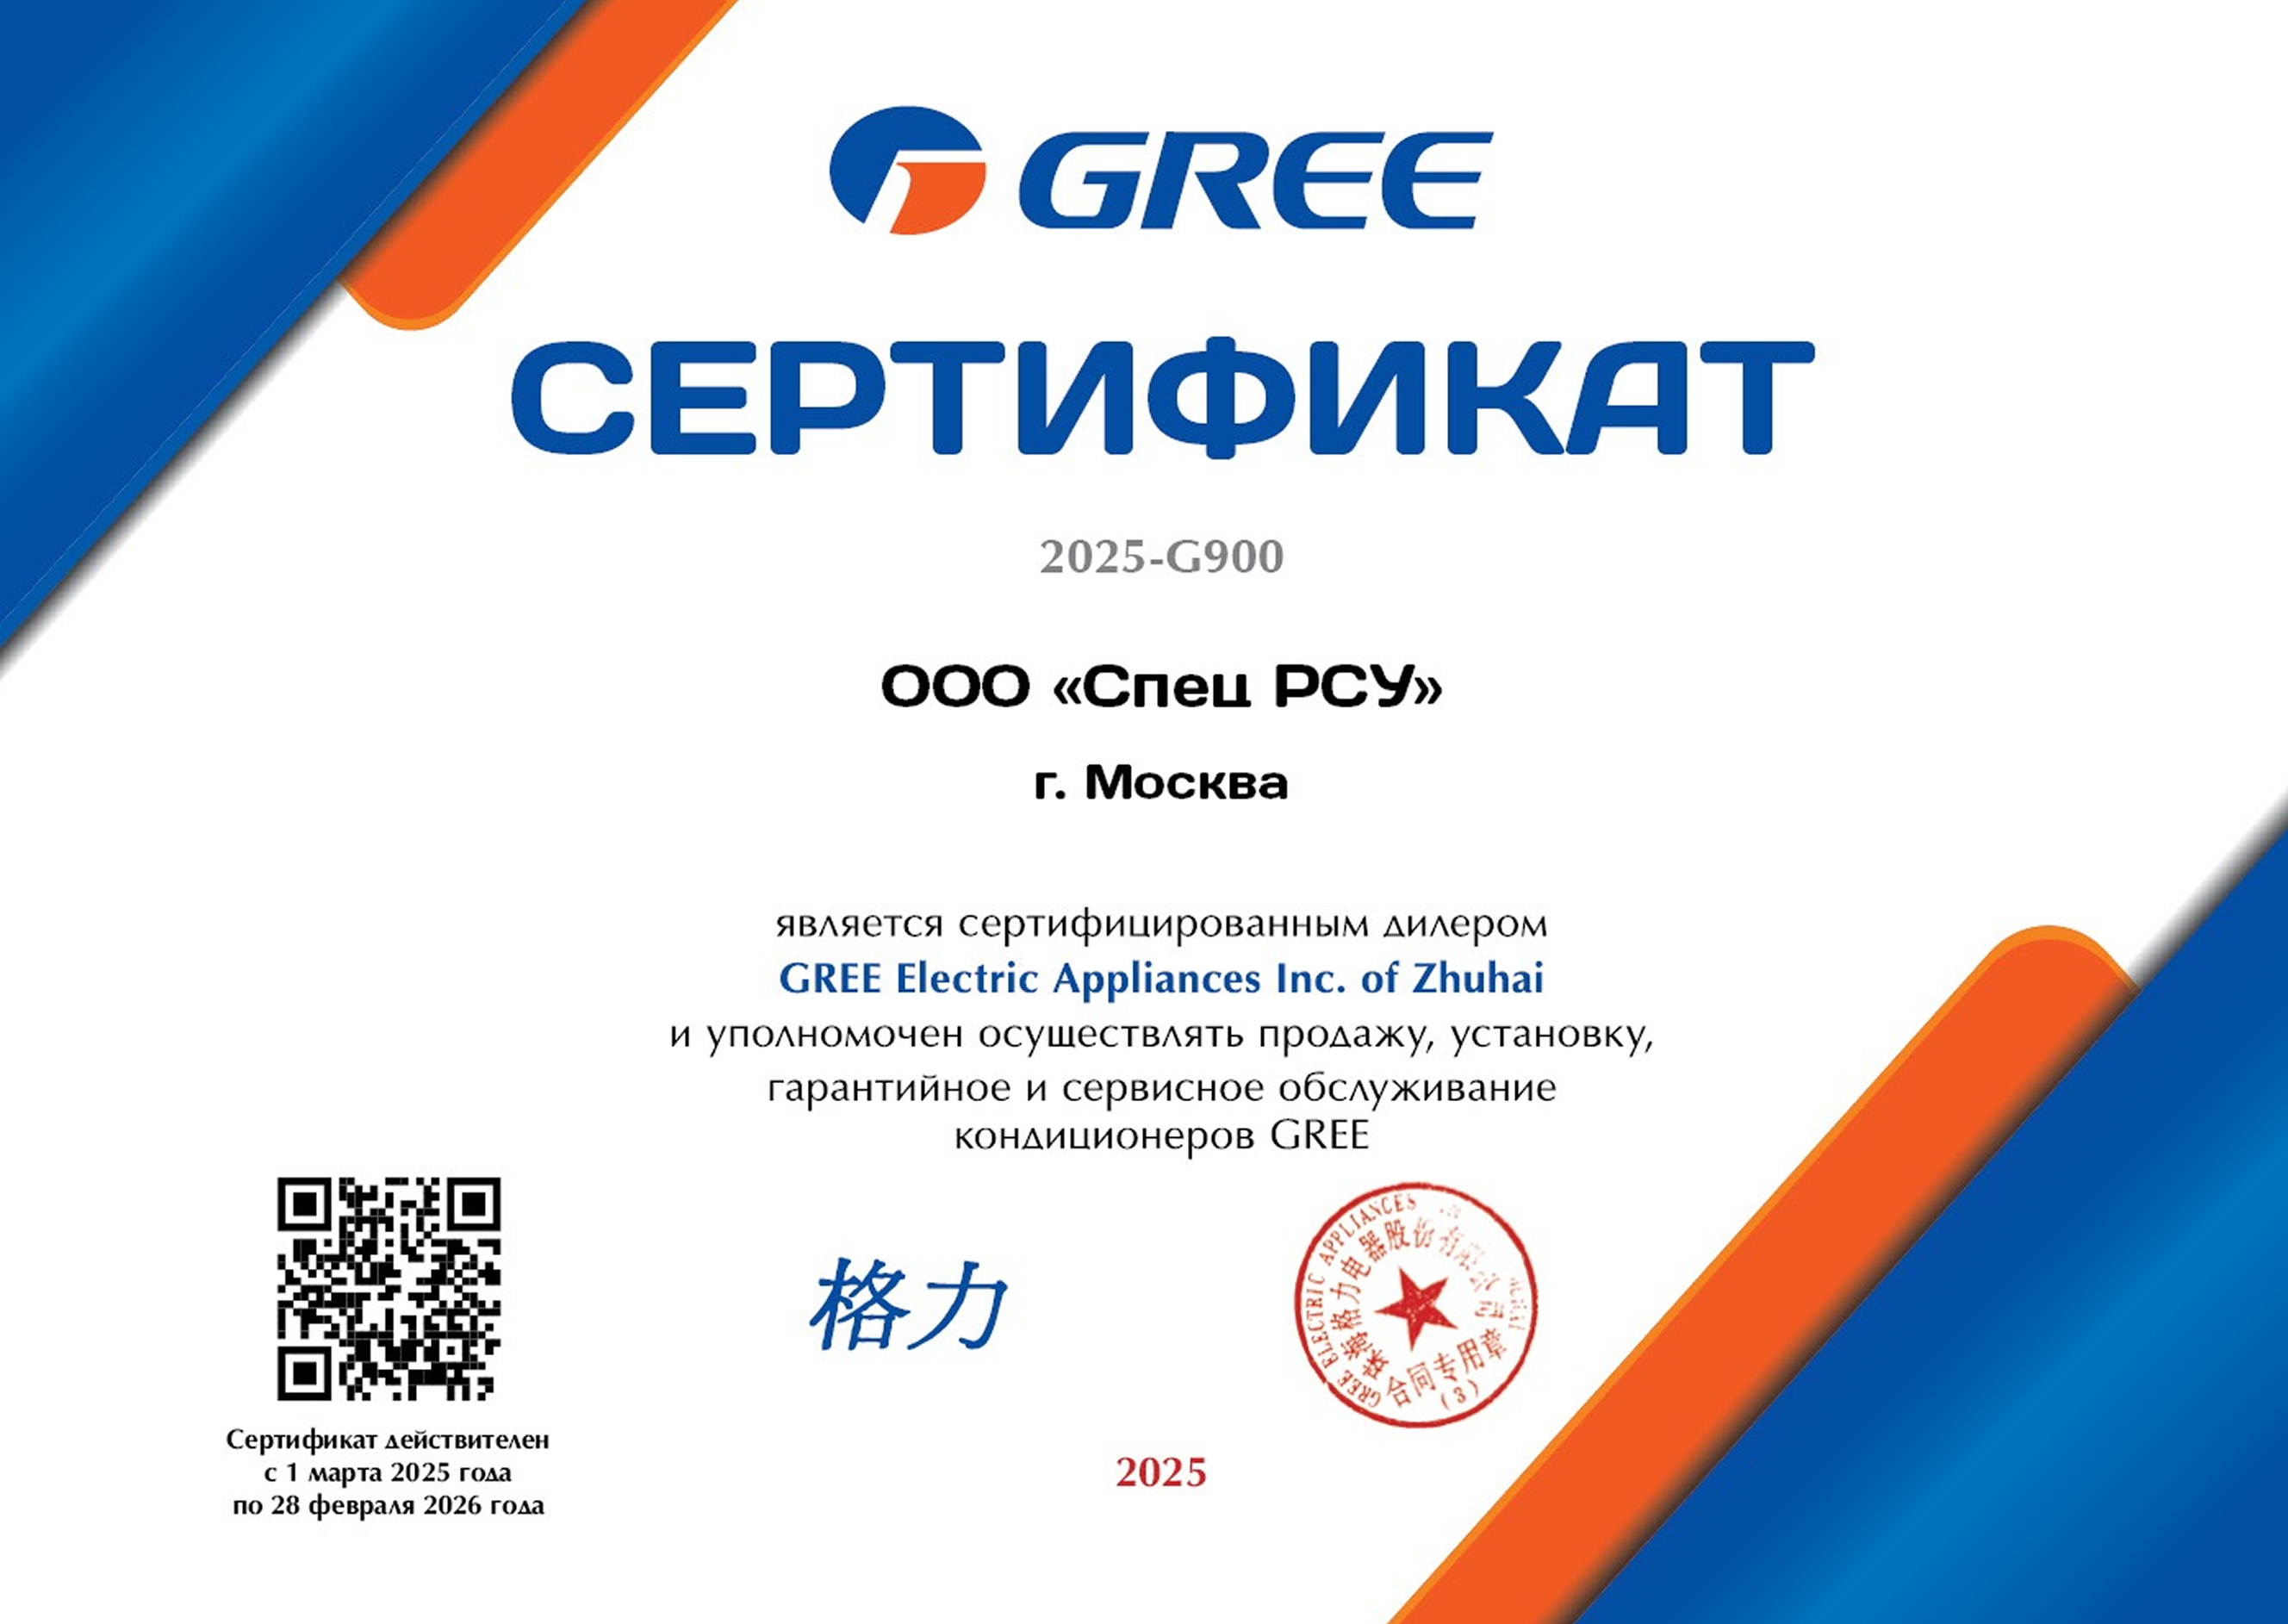 GREE
СЕРТИФИКАТ
2025-G900
ООО «Спец РСУ»
г. Москва
является сертифицированным дилером
GREE Electric Appliances Inc. of Zhuhai
и уполномочен осуществлять продажу, установку,
гарантийное и сервисное обслуживание
кондиционеров GREE
格力
GREE ELECTRIC APPLIANCES
格力电器股份有限公司
合同专用章
(3)
Сертификат действителен
с 1 марта 2025 года
по 28 февраля 2026 года
2025